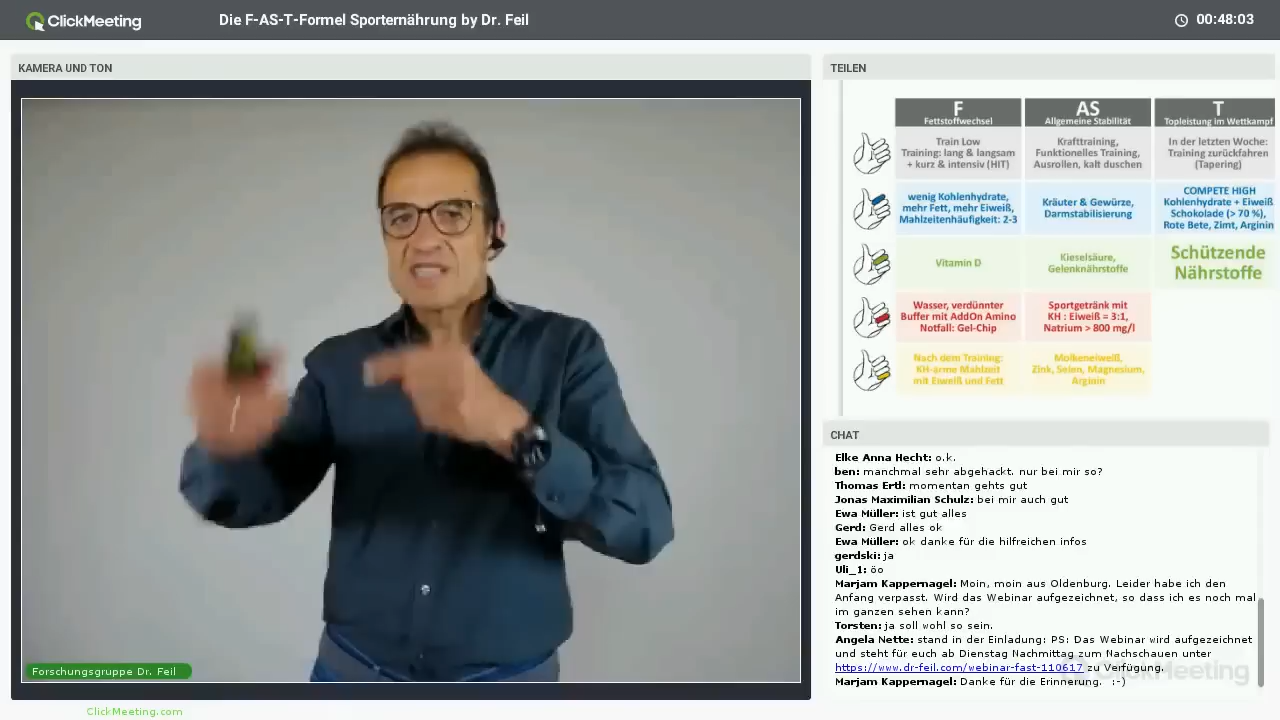 ClickMeeting
Die F-AS-T-Formel Sporternährung by Dr. Feil
00:48:03
KAMERA UND TON
Forschungsgruppe Dr. Feil
ClickMeeting.com
TEILEN
F
Fettstoffwechsel
AS
Allgemeine Stabilität
T
Topleistung im Wettkampf
Train Low
Training: lang & langsam
+ kurz & intensiv (HIT)
Krafttraining,
Funktionelles Training,
Ausrollen, kalt duschen
In der letzten Woche:
Training zurückfahren
(Tapering)
wenig Kohlenhydrate,
mehr Fett, mehr Eiweiß,
Mahlzeitenhäufigkeit: 2-3
Kräuter & Gewürze,
Darmstabilisierung
COMPETE HIGH
Kohlenhydrate + Eiweiß
Schokolade (> 70 %),
Rote Bete, Zimt, Arginin
Vitamin D
Kieselsäure,
Gelenknährstoffe
Schützende
Nährstoffe
Wasser, verdünnter
Buffer mit AddOn Amino
Notfall: Gel-Chip
Sportgetränk mit
KH : Eiweiß = 3:1,
Natrium > 800 mg/l
Nach dem Training:
KH-arme Mahlzeit
mit Eiweiß und Fett
Molkeneiweiß,
Zink, Selen, Magnesium,
Arginin
CHAT
Elke Anna Hecht: o.k.
ben: manchmal sehr abgehackt. nur bei mir so?
Thomas Ertl: momentan gehts gut
Jonas Maximilian Schulz: bei mir auch gut
Ewa Müller: ist gut alles
Gerd: Gerd alles ok
Ewa Müller: ok danke für die hilfreichen infos
gerdski: ja
Uli_1: öo
Marjam Kappernagel: Moin, moin aus Oldenburg. Leider habe ich den
Anfang verpasst. Wird das Webinar aufgezeichnet, so dass ich es noch mal
im ganzen sehen kann?
Torsten: ja soll wohl so sein.
Angela Nette: stand in der Einladung: PS: Das Webinar wird aufgezeichnet
und steht für euch ab Dienstag Nachmittag zum Nachschauen unter
https://www.dr-feil.com/webinar-fast-110617 zu Verfügung.
Marjam Kappernagel: Danke für die Erinnerung. :-)
ClickMeeting